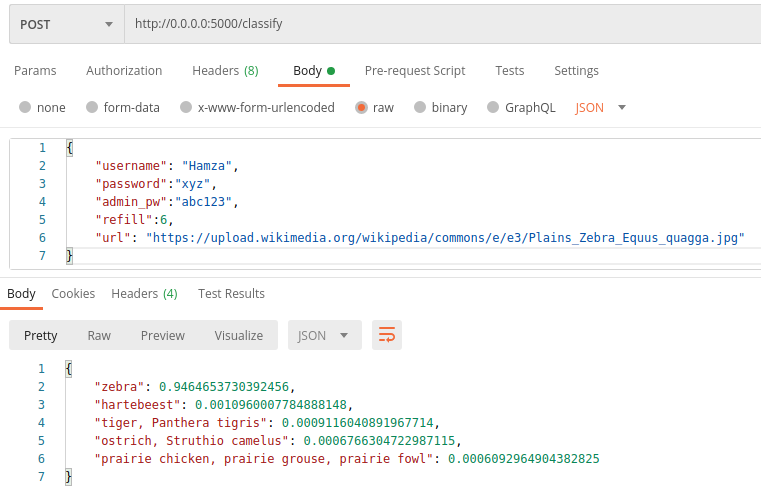 POST http://0.0.0.0:5000/classify
Params Authorization Headers (8) Body Pre-request Script Tests Settings
none form-data x-www-form-urlencoded raw binary GraphQL JSON
1 {
2 "username": "Hamza",
3 "password":"xyz",
4 "admin_pw":"abc123",
5 "refill":6,
6 "url": "https://upload.wikimedia.org/wikipedia/commons/e/e3/Plains_Zebra_Equus_quagga.jpg"
7 }
Body Cookies Headers (4) Test Results
Pretty Raw Preview Visualize JSON
1 {
2 "zebra": 0.9464653730392456,
3 "hartebeest": 0.0010960007784888148,
4 "tiger, Panthera tigris": 0.0009116040891967714,
5 "ostrich, Struthio camelus": 0.0006766304722987115,
6 "prairie chicken, prairie grouse, prairie fowl": 0.0006092964904382825
7 }